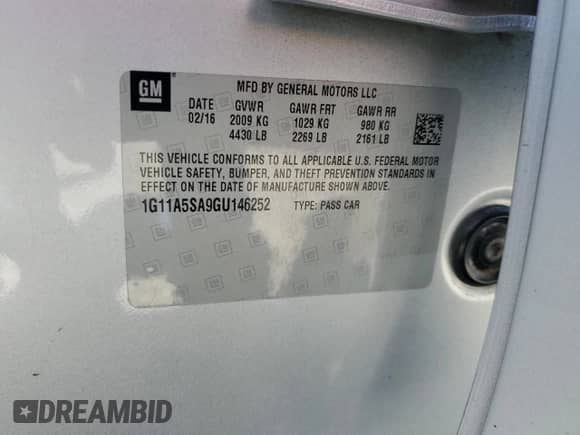 GM
MFD BY GENERAL MOTORS LLC
DATE GVWR GAWR FRT GAWR RR
02/16 2009 KG 1029 KG 980 KG
4430 LB 2269 LB 2161 LB
THIS VEHICLE CONFORMS TO ALL APPLICABLE U.S. FEDERAL MOTOR
VEHICLE SAFETY, BUMPER, AND THEFT PREVENTION STANDARDS IN
EFFECT ON THE DATE OF MANUFACTURE SHOWN ABOVE.
1G11A5SA9GU146252 TYPE: PASS CAR
DREAMBID